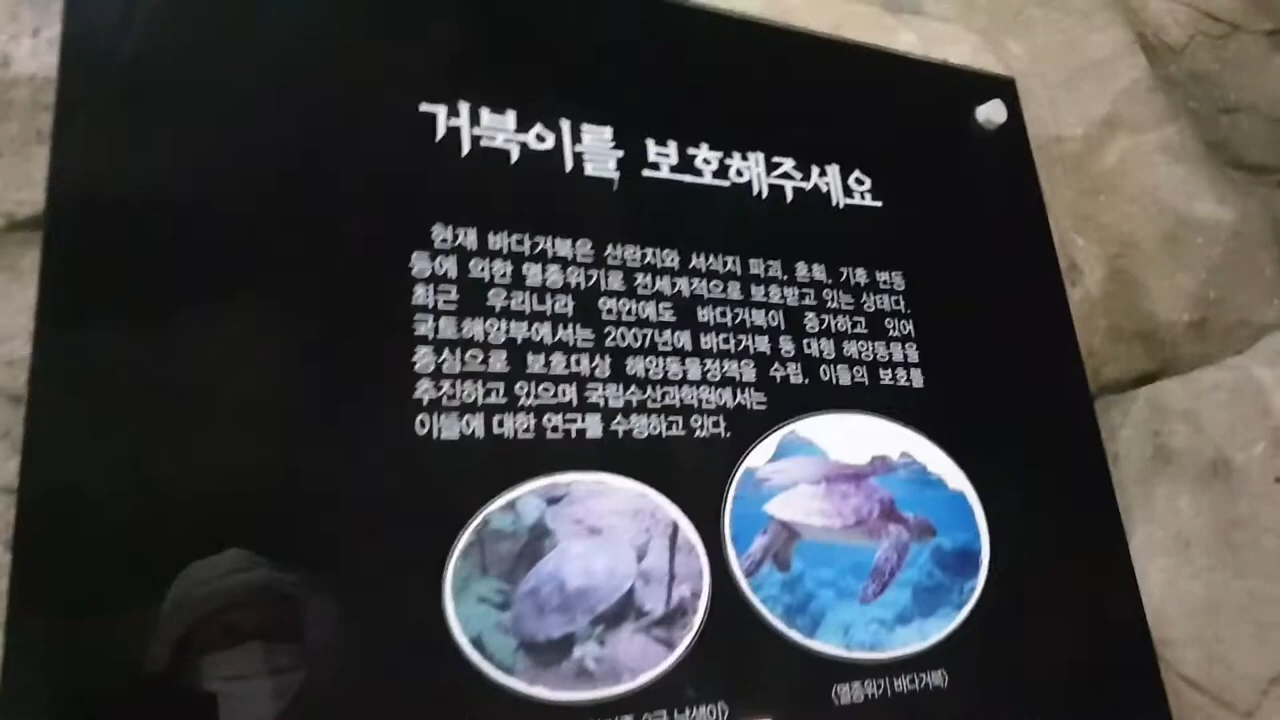 거북이를 보호해주세요
현재 바다거북은 산란지와 서식지 파괴, 혼획, 기후 변동
등에 의한 멸종위기로 전세계적으로 보호받고 있는 상태다.
최근 우리나라 연안에도 바다거북이 증가하고 있어
국토해양부에서는 2007년에 바다거북 등 대형 해양동물을
중심으로 보호대상 해양동물정책을 수립, 이들의 보호를
추진하고 있으며 국립수산과학원에서는
이들에 대한 연구를 수행하고 있다.
<멸종위기 바다거북>
남생이>